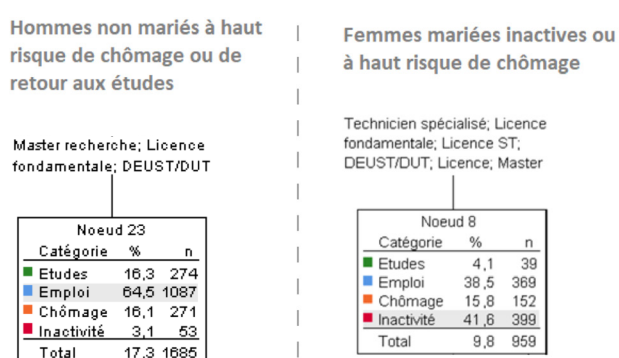 Hommes non mariés à haut
risque de chômage ou de
retour aux études
Master recherche; Licence
fondamentale; DEUST/DUT
Noeud 23
Catégorie % n
Etudes 16,3 274
Emploi 64,5 1087
Chômage 16,1 271
Inactivité 3,1 53
Total 17,3 1685
Femmes mariées inactives ou
à haut risque de chômage
Technicien spécialisé; Licence
fondamentale; Licence ST;
DEUST/DUT; Licence; Master
Noeud 8
Catégorie % n
Etudes 4,1 39
Emploi 38,5 369
Chômage 15,8 152
Inactivité 41,6 399
Total 9,8 959